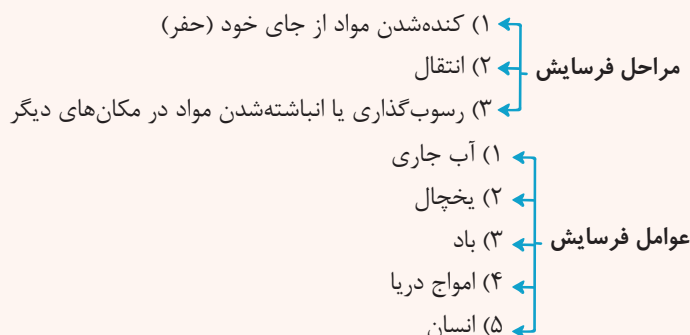 ۱) کنده‌شدن مواد از جای خود (حفر)
مراحل فرسایش ۲) انتقال
۳) رسوب‌گذاری یا انباشته‌شدن مواد در مکان‌های دیگر
۱) آب جاری
۲) یخچال
عوامل فرسایش ۳) باد
۴) امواج دریا
۵) انسان